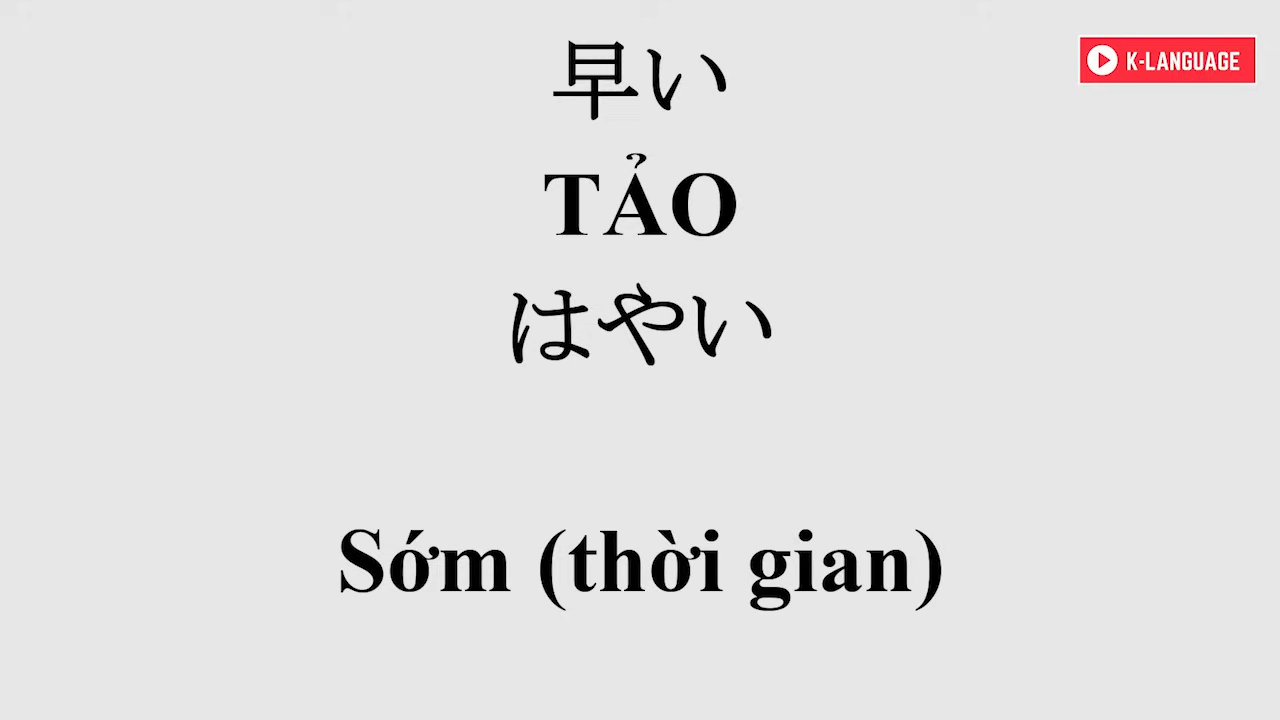 早い
K-LANGUAGE
TẢO
はやい
Sớm (thời gian)